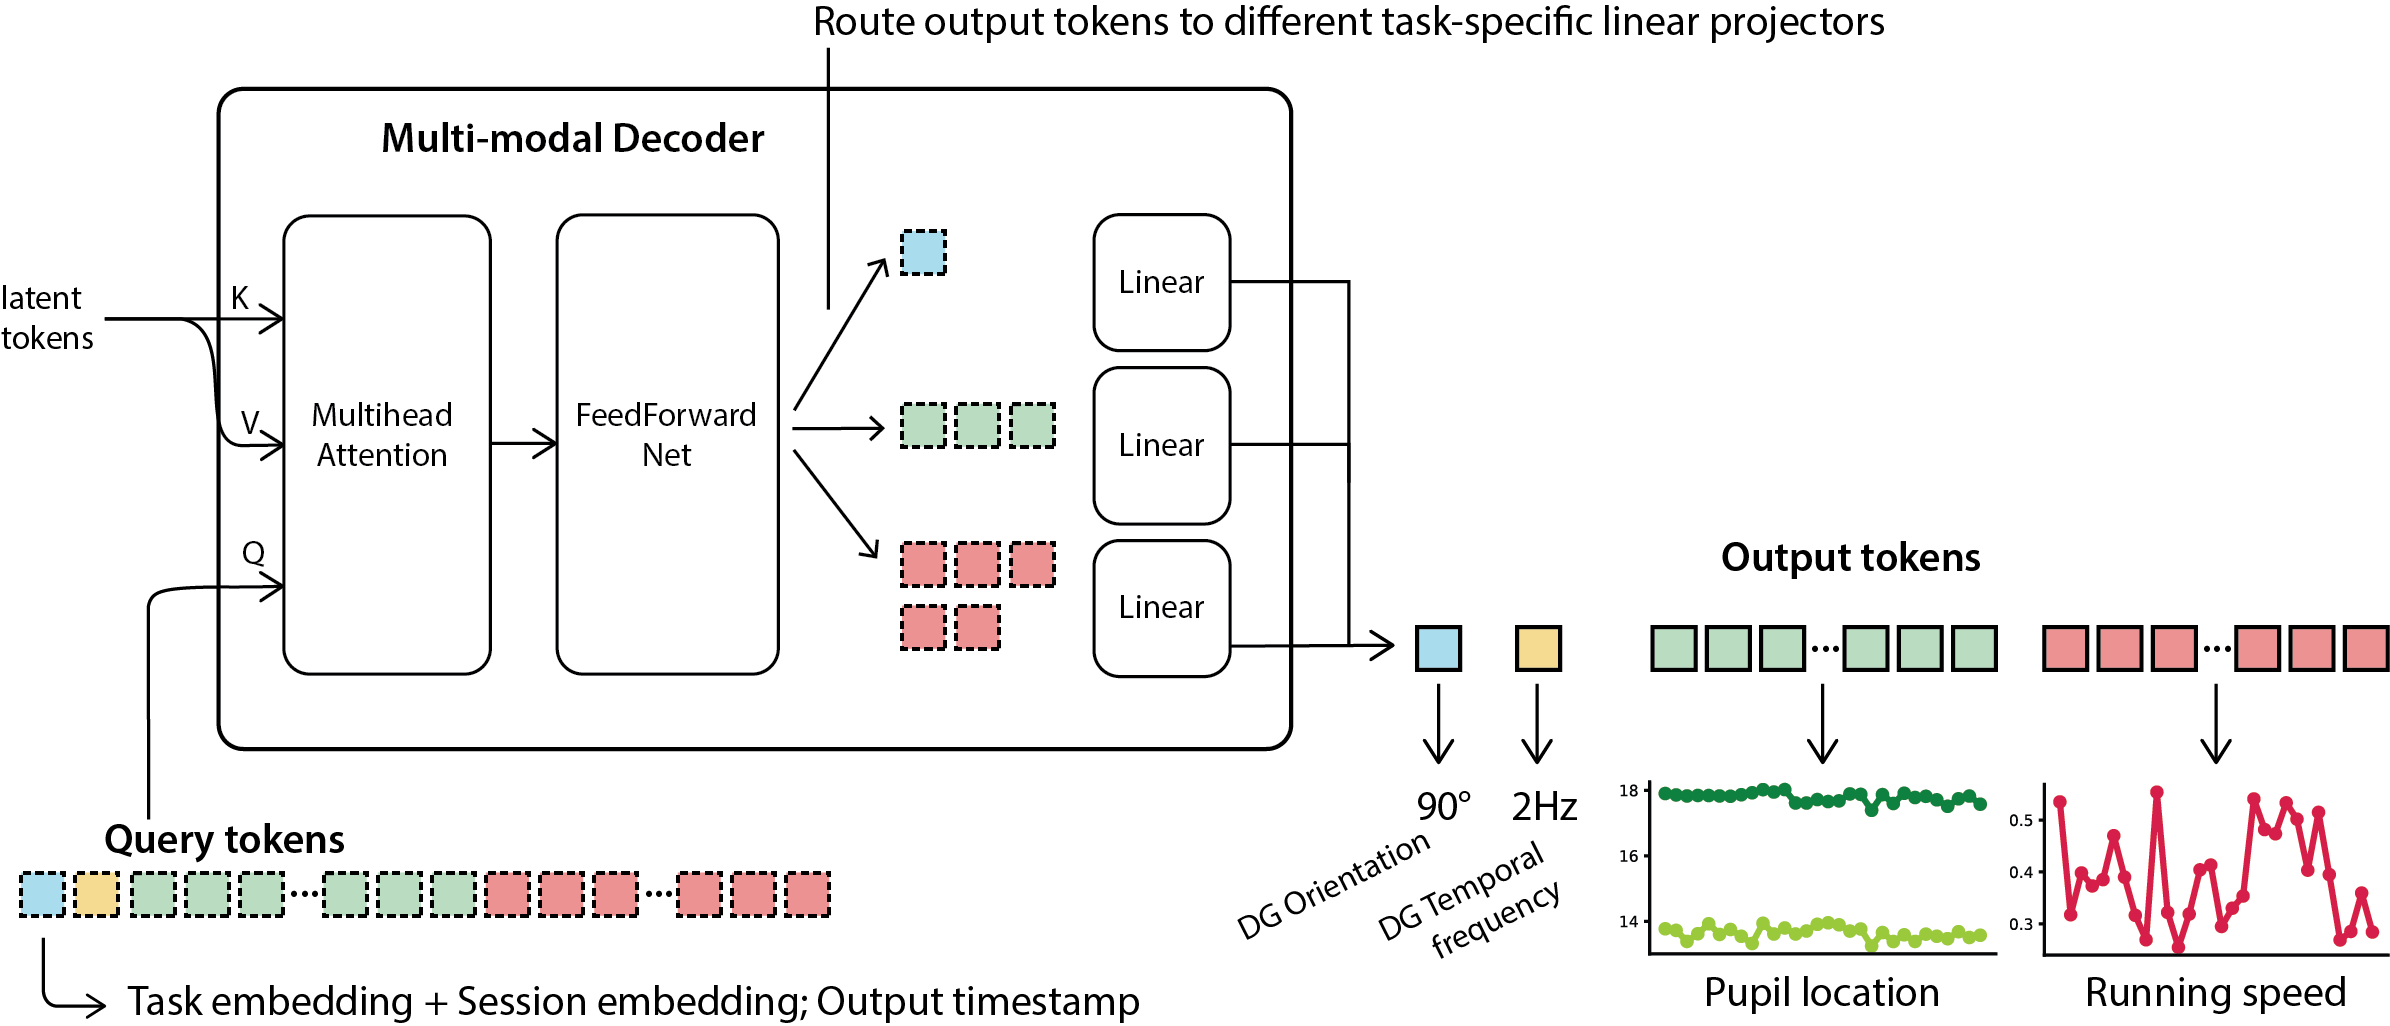 Route output tokens to different task-specific linear projectors
Multi-modal Decoder
latent
tokens
K
V
Q
Multihead
Attention
FeedForward
Net
Linear
Linear
Linear
Output tokens
90°
2Hz
DG Orientation
DG Temporal
frequency
18
16
14
Pupil location
0.5
0.4
0.3
Running speed
Query tokens
Task embedding + Session embedding; Output timestamp